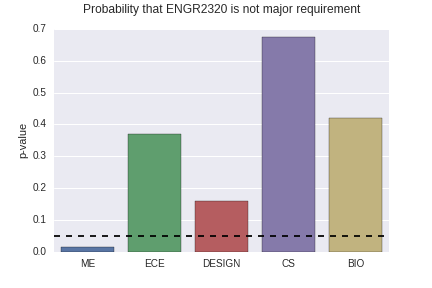 Probability that ENGR2320 is not major requirement
0.7
0.6
0.5
0.4
0.3
0.2
0.1
0.0
p-value
ME ECE DESIGN CS BIO